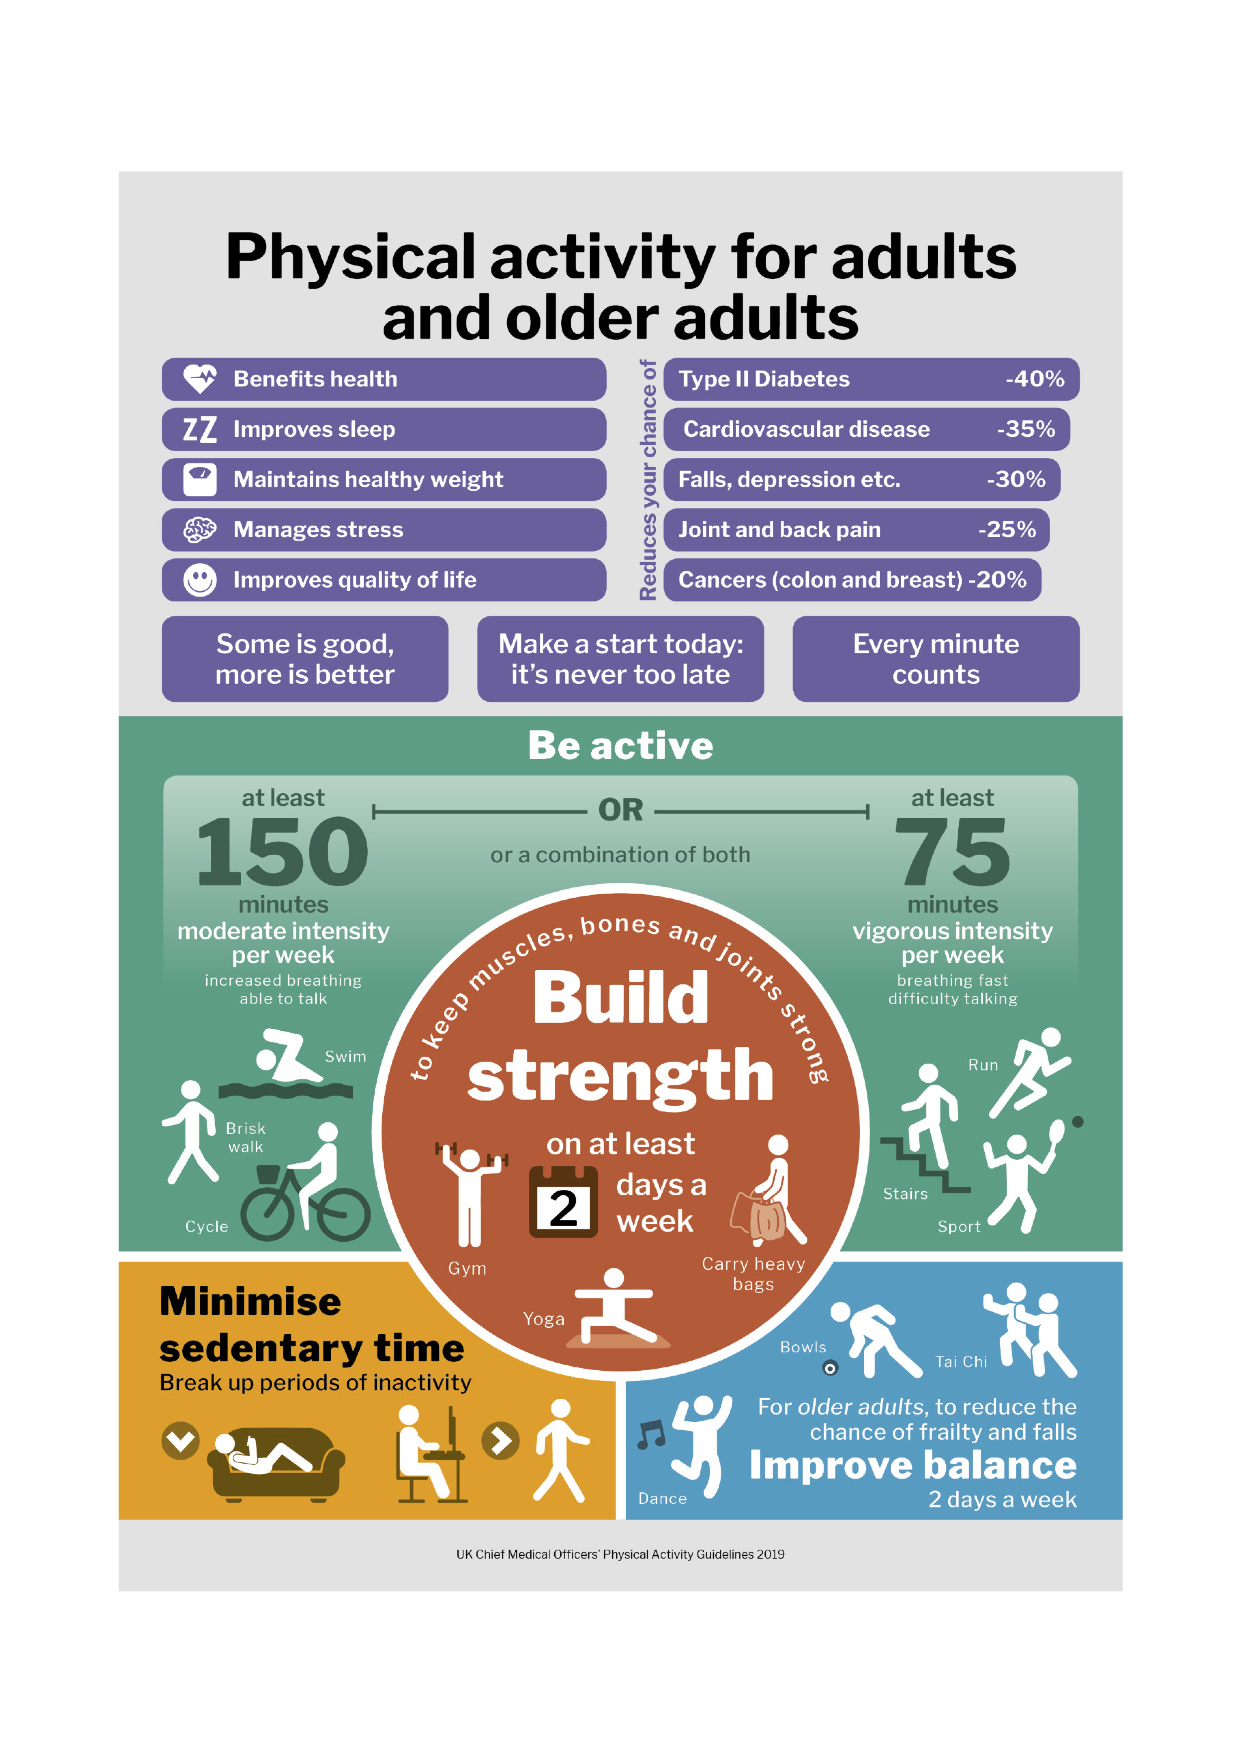 Physical activity for adults
and older adults
Benefits health
ZZ Improves sleep
Maintains healthy weight
Manages stress
Improves quality of life
Reduces your chance of
Type II Diabetes -40%
Cardiovascular disease -35%
Falls, depression etc. -30%
Joint and back pain -25%
Cancers (colon and breast) -20%
Some is good,
more is better
Make a start today:
it's never too late
Every minute
counts
Be active
at least
150
minutes
moderate intensity
per week
increased breathing
able to talk
OR
or a combination of both
at least
75
minutes
vigorous intensity
per week
breathing fast
difficulty talking
Swim
Brisk
walk
Cycle
Run
Stairs
Sport
to keep muscles, bones and joints strong
Build
strength
on at least
2 days a
week
Gym
Carry heavy
bags
Yoga
Minimise
sedentary time
Break up periods of inactivity
Bowls
Tai Chi
Dance
For older adults, to reduce the
chance of frailty and falls
Improve balance
2 days a week
UK Chief Medical Officers' Physical Activity Guidelines 2019